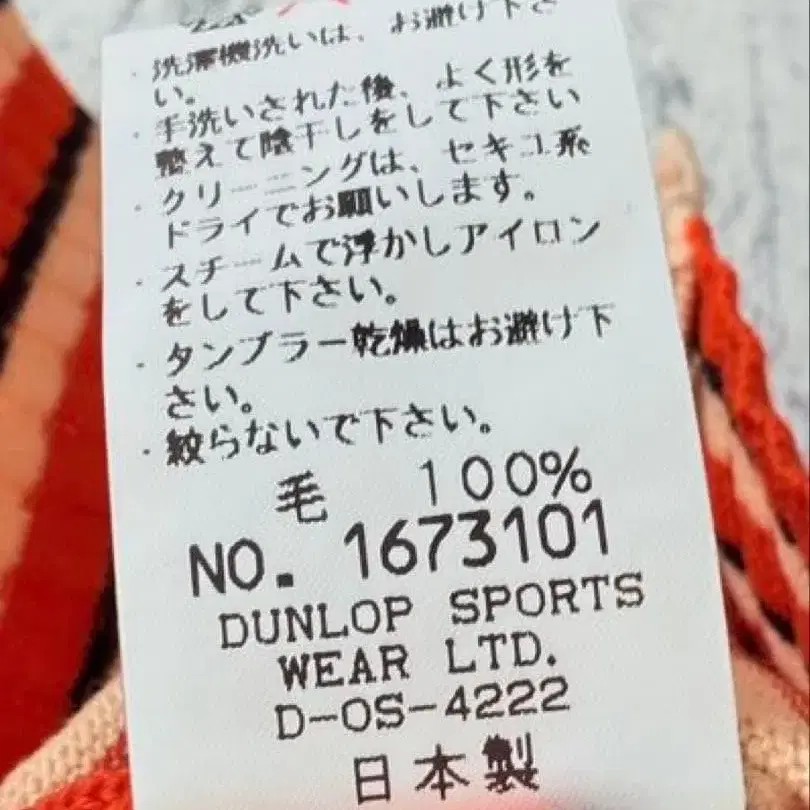 ・洗濯機洗いは、お避け下さ
い。
・手洗いされた後、よく形を
整えて陰干しをして下さい
・クリーニングは、セキユ系
ドライでお願いします。
・スチームで浮かしアイロン
をして下さい。
・タンブラー乾燥はお避け下
さい。
・絞らないで下さい。
毛 100%
NO. 1673101
DUNLOP SPORTS
WEAR LTD.
D-OS-4222
日本製